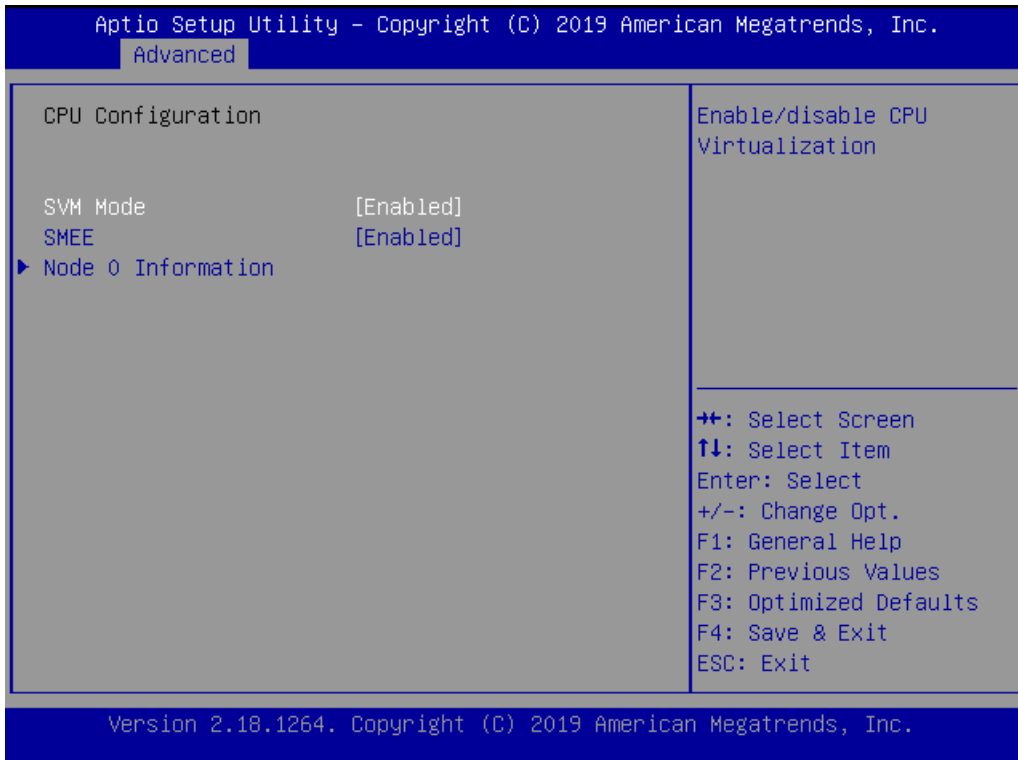 Aptio Setup Utility – Copyright (C) 2019 American Megatrends, Inc.
Advanced
CPU Configuration
SVM Mode [Enabled]
SMEE [Enabled]
▶ Node 0 Information
Enable/disable CPU
Virtualization
→←: Select Screen
↑↓: Select Item
Enter: Select
+/-: Change Opt.
F1: General Help
F2: Previous Values
F3: Optimized Defaults
F4: Save & Exit
ESC: Exit
Version 2.18.1264. Copyright (C) 2019 American Megatrends, Inc.